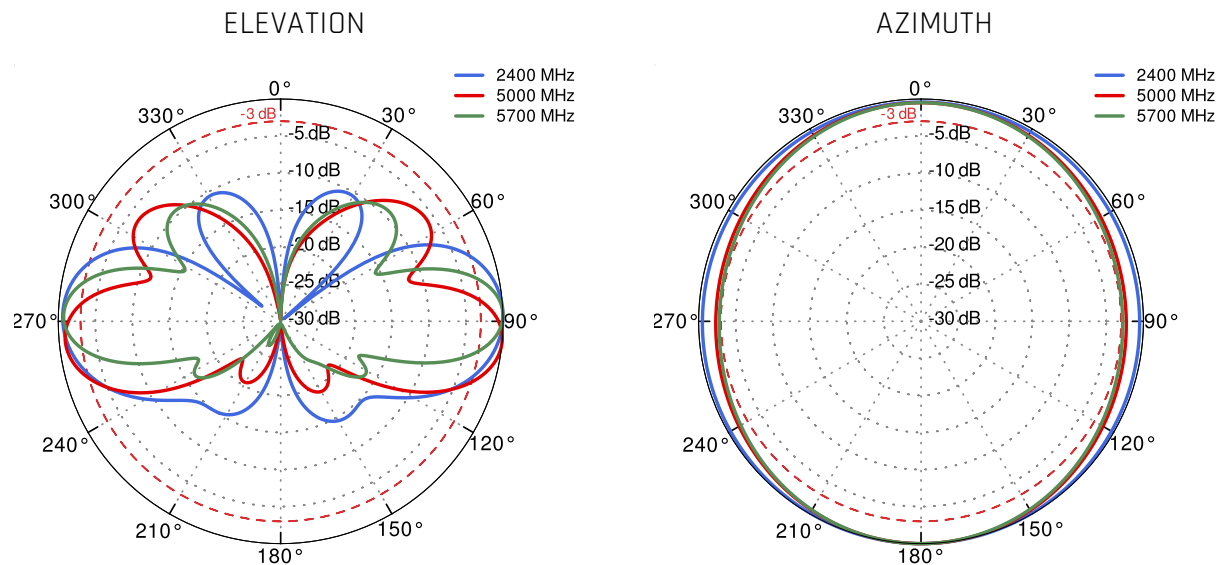 ELEVATION
2400 MHz
5000 MHz
5700 MHz
0°
330°
-3 dB
30°
-5 dB
-10 dB
300°
-15 dB
60°
-20 dB
-25 dB
270°
-30 dB
90°
240°
120°
210°
150°
180°
AZIMUTH
2400 MHz
5000 MHz
5700 MHz
0°
330°
-3 dB
30°
-5 dB
-10 dB
300°
-15 dB
60°
-20 dB
-25 dB
270°
-30 dB
90°
240°
120°
210°
150°
180°